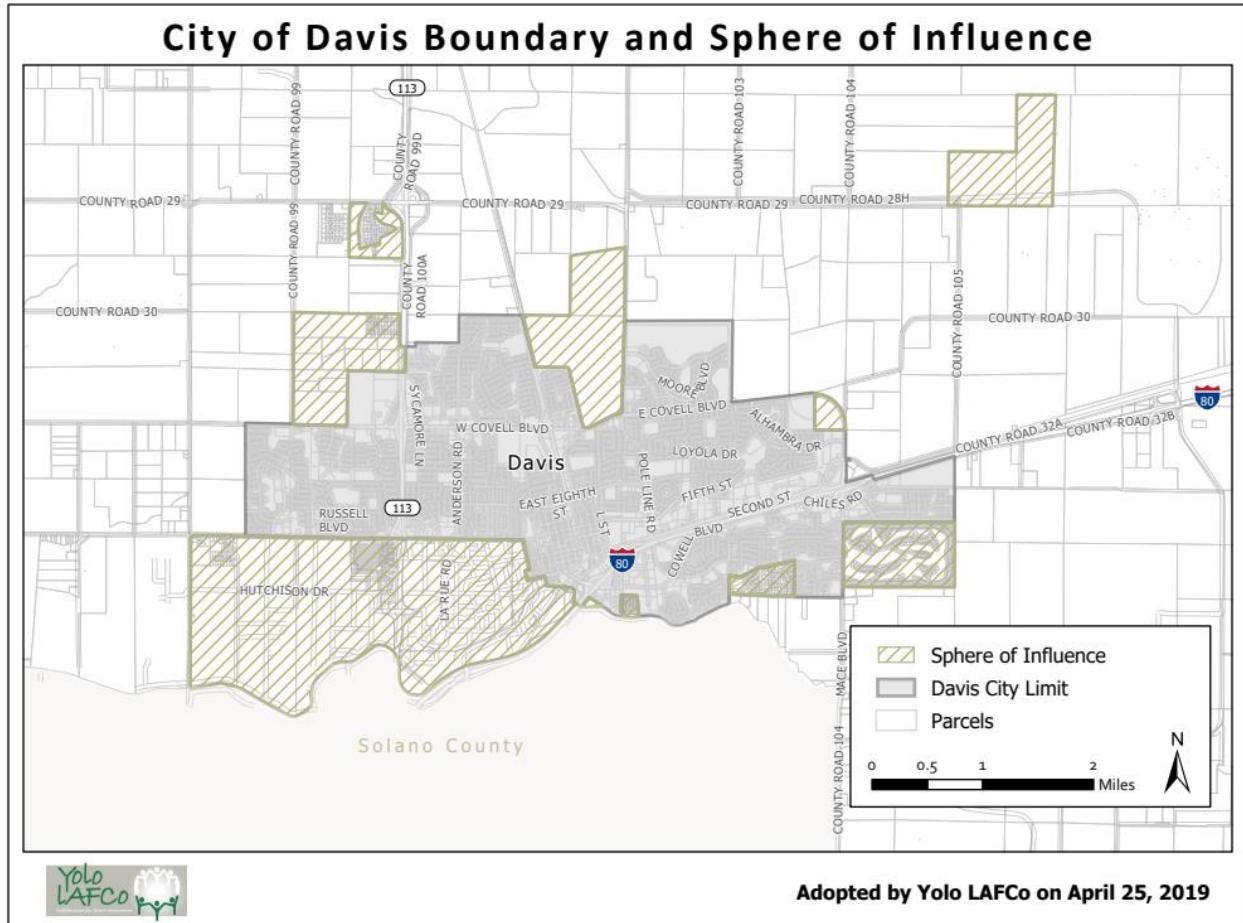 City of Davis Boundary and Sphere of Influence
113
COUNTY ROAD 99
COUNTY
ROAD 99D
COUNTY ROAD 103
COUNTY ROAD 104
COUNTY ROAD 29
COUNTY ROAD 29
COUNTY ROAD 29
COUNTY ROAD 28H
COUNTY ROAD 99
COUNTY
ROAD 100A
COUNTY ROAD 105
COUNTY ROAD 30
COUNTY ROAD 30
MOORE BLVD
E COVELL BLVD
ALHAMBRA DR
80
COUNTY ROAD 32A
COUNTY ROAD 32B
SYCAMORE LN
W COVELL BLVD
ANDERSON RD
Davis
LOYOLA DR
POLE LINE RD
EAST EIGHTH
ST
FIFTH ST
SECOND ST
CHILES RD
113
RUSSELL
BLVD
L ST
COWELL BLVD
80
HUTCHISON DR
LA RUE RD
MACE BLVD
COUNTY ROAD 104
Solano County
Sphere of Influence
Davis City Limit
Parcels
N
0 0.5 1 2
Miles
Yolo
LAFCo
Adopted by Yolo LAFCo on April 25, 2019